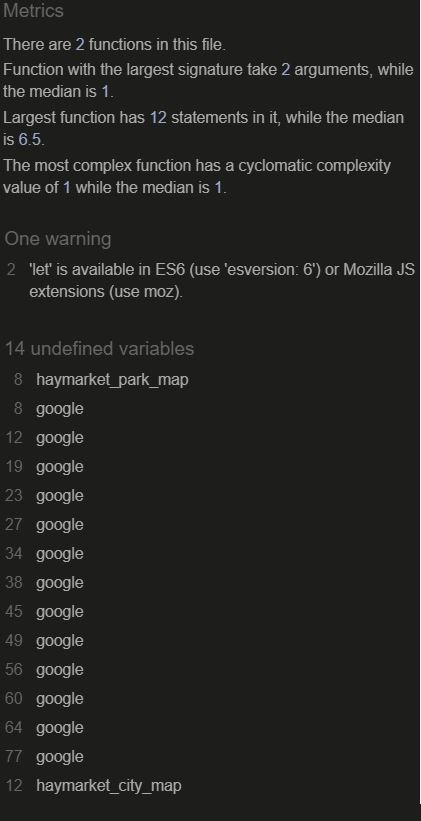 Metrics
There are 2 functions in this file.
Function with the largest signature take 2 arguments, while
the median is 1.
Largest function has 12 statements in it, while the median
is 6.5.
The most complex function has a cyclomatic complexity
value of 1 while the median is 1.
One warning
2 'let' is available in ES6 (use 'esversion: 6') or Mozilla JS
extensions (use moz).
14 undefined variables
8 haymarket_park_map
8 google
12 google
19 google
23 google
27 google
34 google
38 google
45 google
49 google
56 google
60 google
64 google
77 google
12 haymarket_city_map